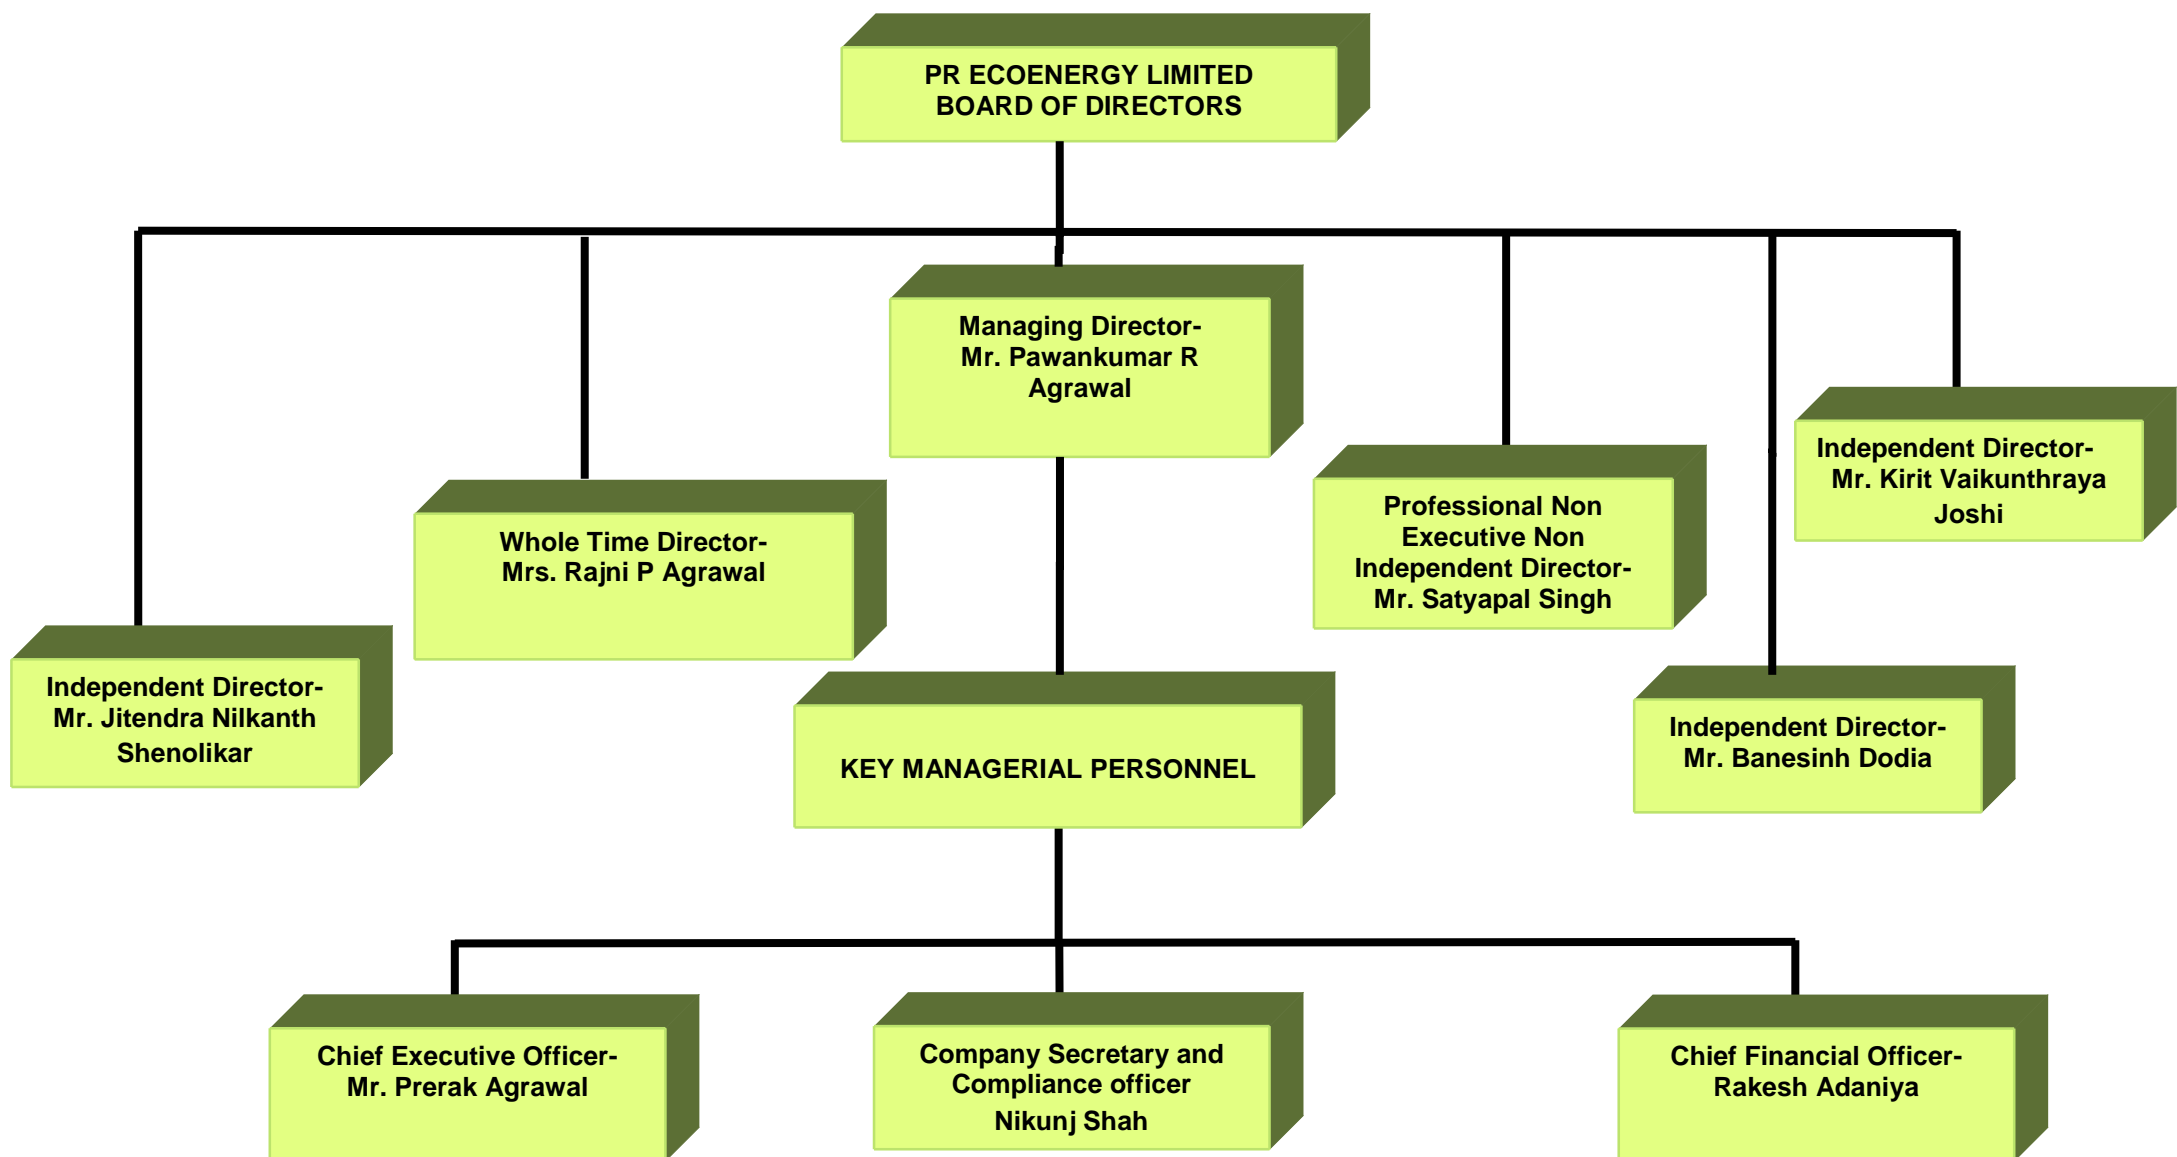 PR ECOENERGY LIMITED
BOARD OF DIRECTORS
Managing Director-
Mr. Pawankumar R
Agrawal
Independent Director-
Mr. Kirit Vaikunthraya
Joshi
Professional Non
Executive Non
Independent Director-
Mr. Satyapal Singh
Whole Time Director-
Mrs. Rajni P Agrawal
Independent Director-
Mr. Jitendra Nilkanth
Shenolikar
KEY MANAGERIAL PERSONNEL
Independent Director-
Mr. Banesinh Dodia
Chief Executive Officer-
Mr. Prerak Agrawal
Company Secretary and
Compliance officer
Nikunj Shah
Chief Financial Officer-
Rakesh Adaniya